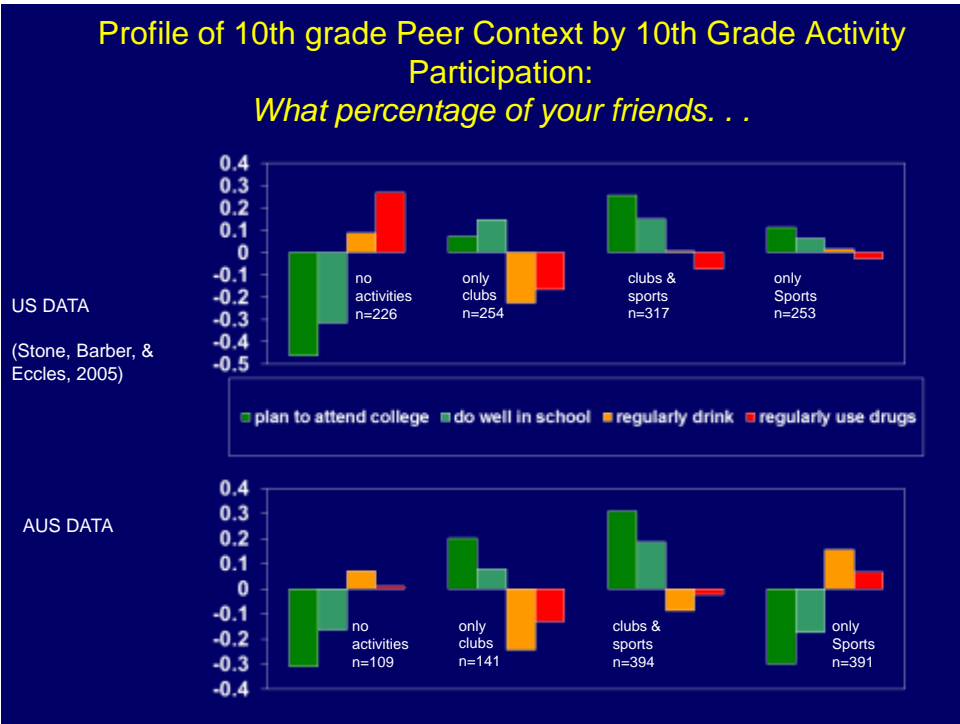 Profile of 10th grade Peer Context by 10th Grade Activity
Participation:
What percentage of your friends. . .
0.4
0.3
0.2
0.1
0
-0.1
-0.2
-0.3
-0.4
-0.5
no
activities
n=226
only
clubs
n=254
clubs &
sports
n=317
only
Sports
n=253
US DATA
(Stone, Barber, &
Eccles, 2005)
plan to attend college do well in school regularly drink regularly use drugs
AUS DATA
0.4
0.3
0.2
0.1
0
-0.1
-0.2
-0.3
-0.4
no
activities
n=109
only
clubs
n=141
clubs &
sports
n=394
only
Sports
n=391